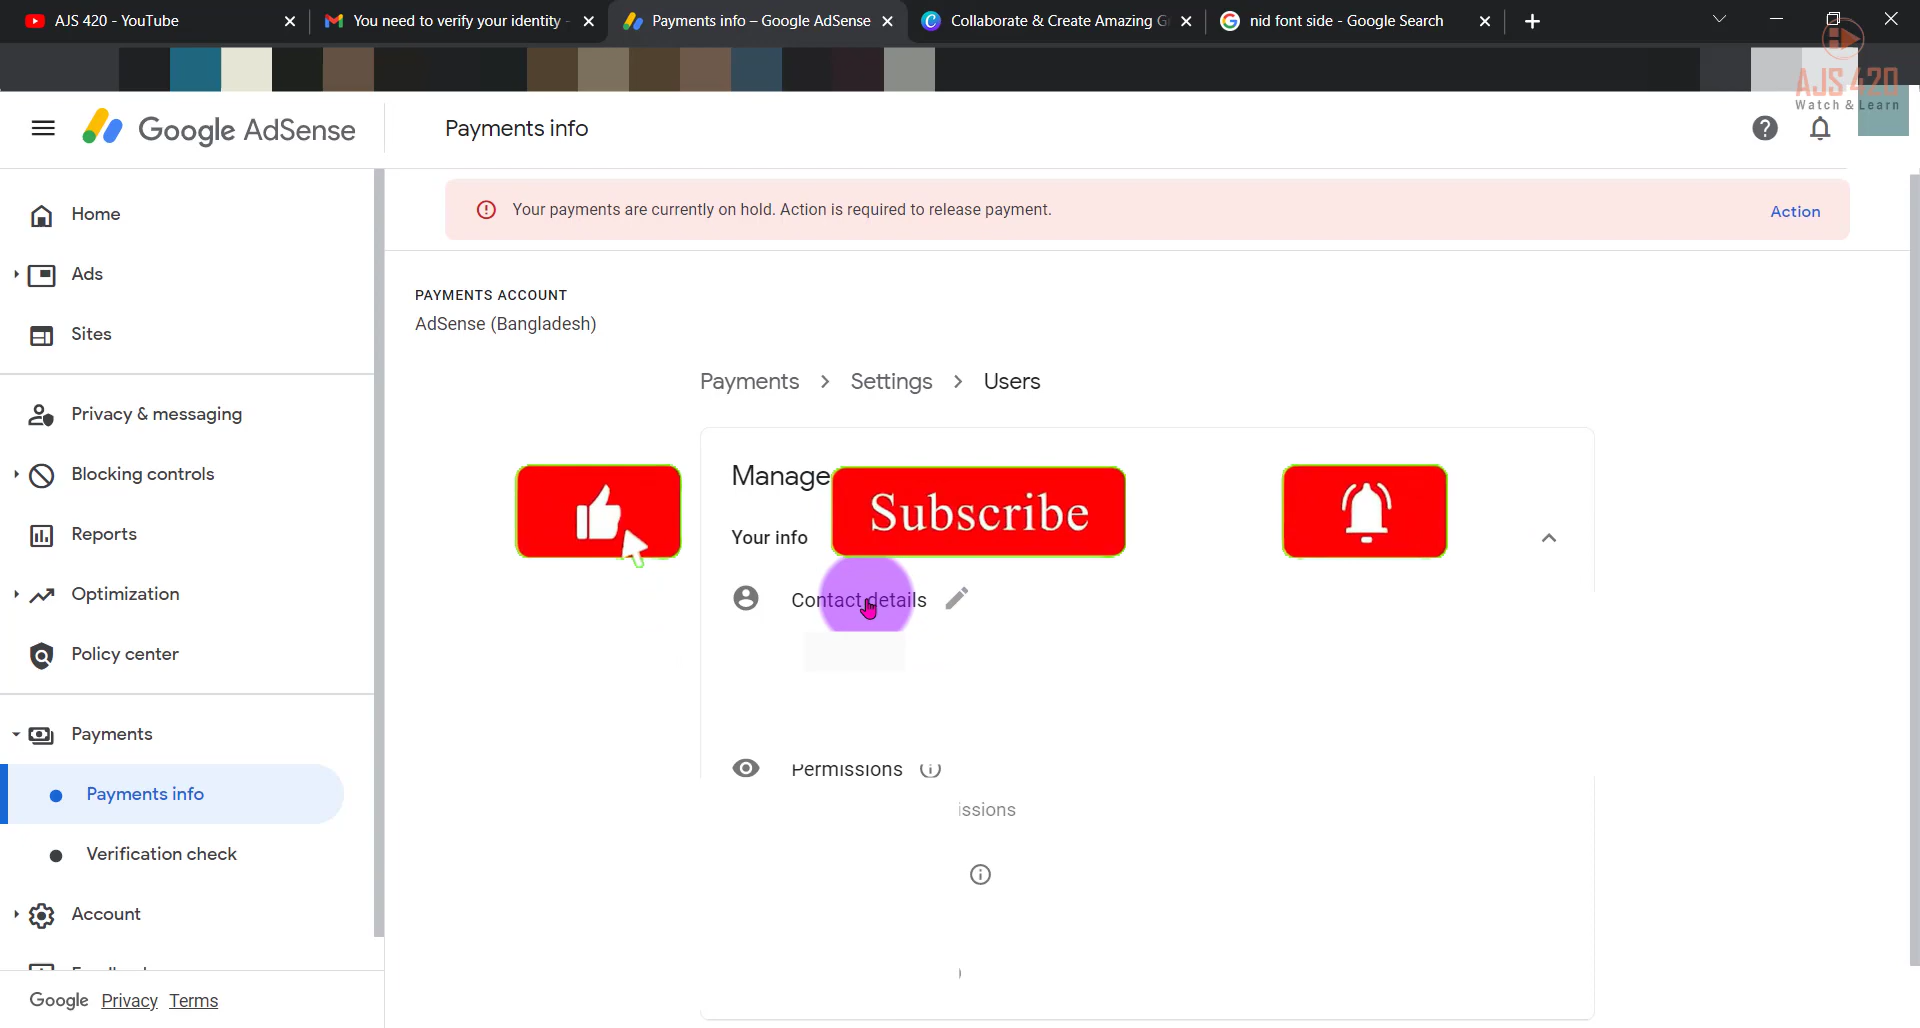 AJS 420 - YouTube
You need to verify your identity -
Payments info – Google AdSense
Collaborate & Create Amazing G
nid font side - Google Search
AJS 420
Watch & Learn
Google AdSense
Payments info
Home
Ads
Sites
Privacy & messaging
Blocking controls
Reports
Optimization
Policy center
Payments
Payments info
Verification check
Account
Google Privacy Terms
Your payments are currently on hold. Action is required to release payment.
Action
PAYMENTS ACCOUNT
AdSense (Bangladesh)
Payments > Settings > Users
Manage
Subscribe
Your info
Contact details
Permissions
issions